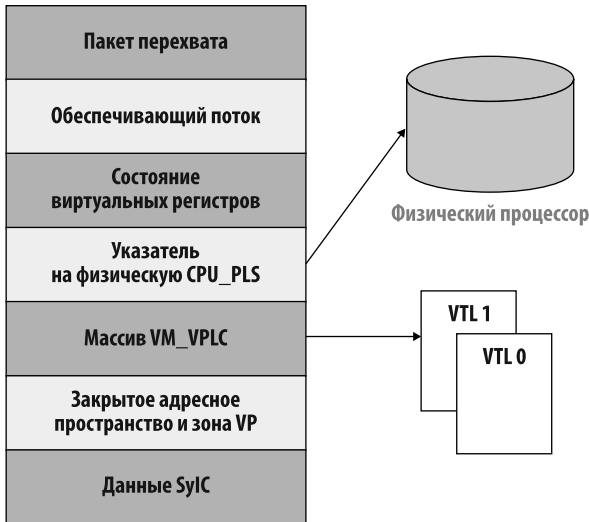 Пакет перехвата
Обеспечивающий поток
Состояние
виртуальных регистров
Указатель
на физическую CPU_PLS
Массив VM_VPLC
Закрытое адресное
пространство и зона VP
Данные SyIC
Физический процессор
VTL 1
VTL 0